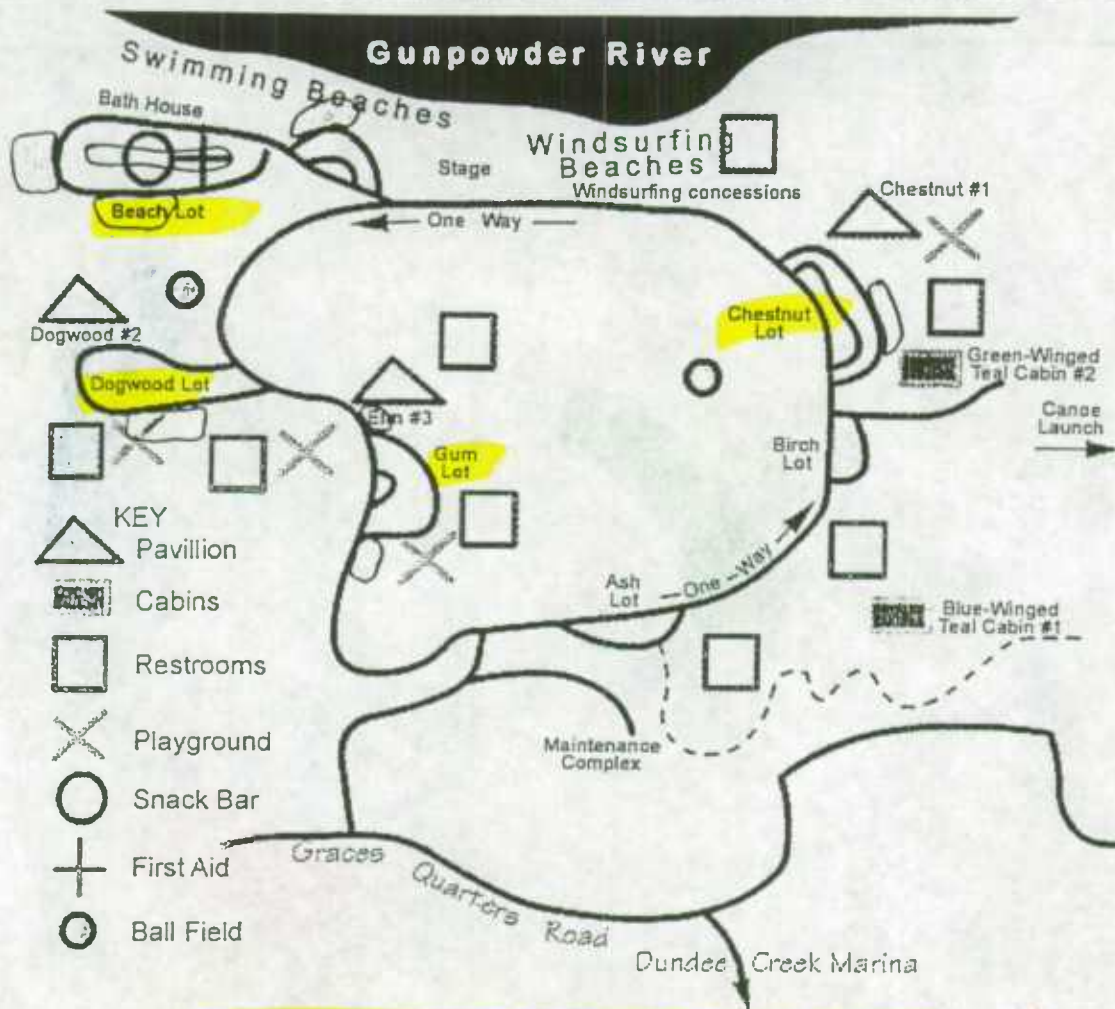 Gunpowder River
Swimming Beaches
Bath House
Stage
Windsurfing
Beaches
Windsurfing concessions
Chestnut #1
Beach Lot
One Way
Chestnut
Lot
Dogwood #2
Green-Winged
Teal Cabin #2
Dogwood Lot
Elm #3
Canoe
Launch
Gum
Lot
Birch
Lot
KEY
Pavillion
Cabins
Ash
Lot
One Way
Restrooms
Blue-Winged
Teal Cabin #1
Playground
Maintenance
Complex
Snack Bar
Graces Quarters Road
First Aid
Ball Field
Dundee Creek Marina